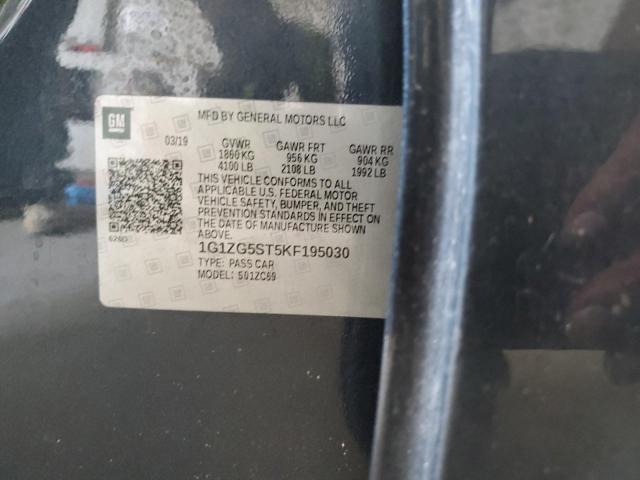 GM
MFD BY GENERAL MOTORS LLC
03/19 GVWR GAWR FRT GAWR RR
1860 KG 956 KG 904 KG
4100 LB 2108 LB 1992 LB
THIS VEHICLE CONFORMS TO ALL
APPLICABLE U.S. FEDERAL MOTOR
VEHICLE SAFETY, BUMPER, AND THEFT
PREVENTION STANDARDS IN EFFECT ON
THE DATE OF MANUFACTURE SHOWN
ABOVE.
1G1ZG5ST5KF195030
TYPE: PASS CAR
MODEL: S01ZC69